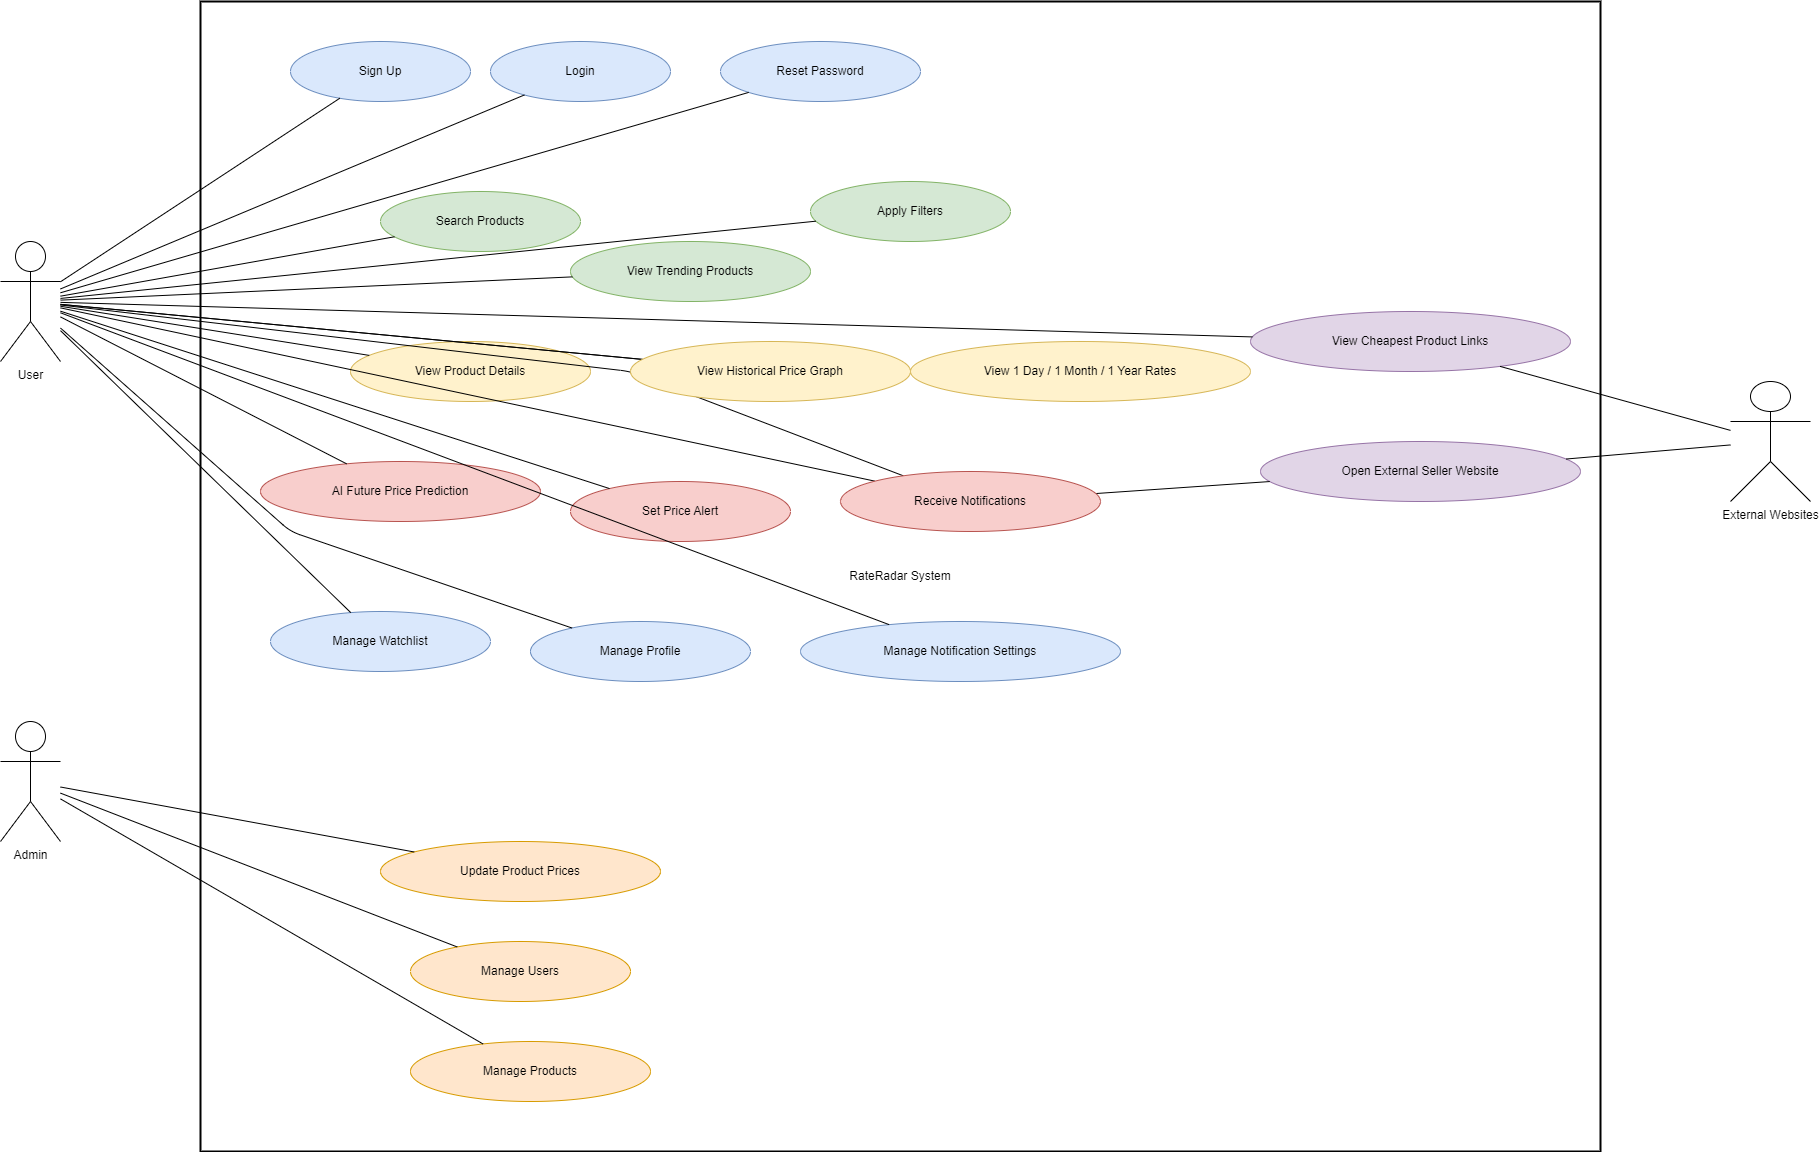 Sign Up
Login
Reset Password
Search Products
Apply Filters
View Trending Products
User
View Cheapest Product Links
View Product Details
View Historical Price Graph
View 1 Day / 1 Month / 1 Year Rates
AI Future Price Prediction
Set Price Alert
Receive Notifications
Open External Seller Website
External Websites
RateRadar System
Manage Watchlist
Manage Profile
Manage Notification Settings
Admin
Update Product Prices
Manage Users
Manage Products